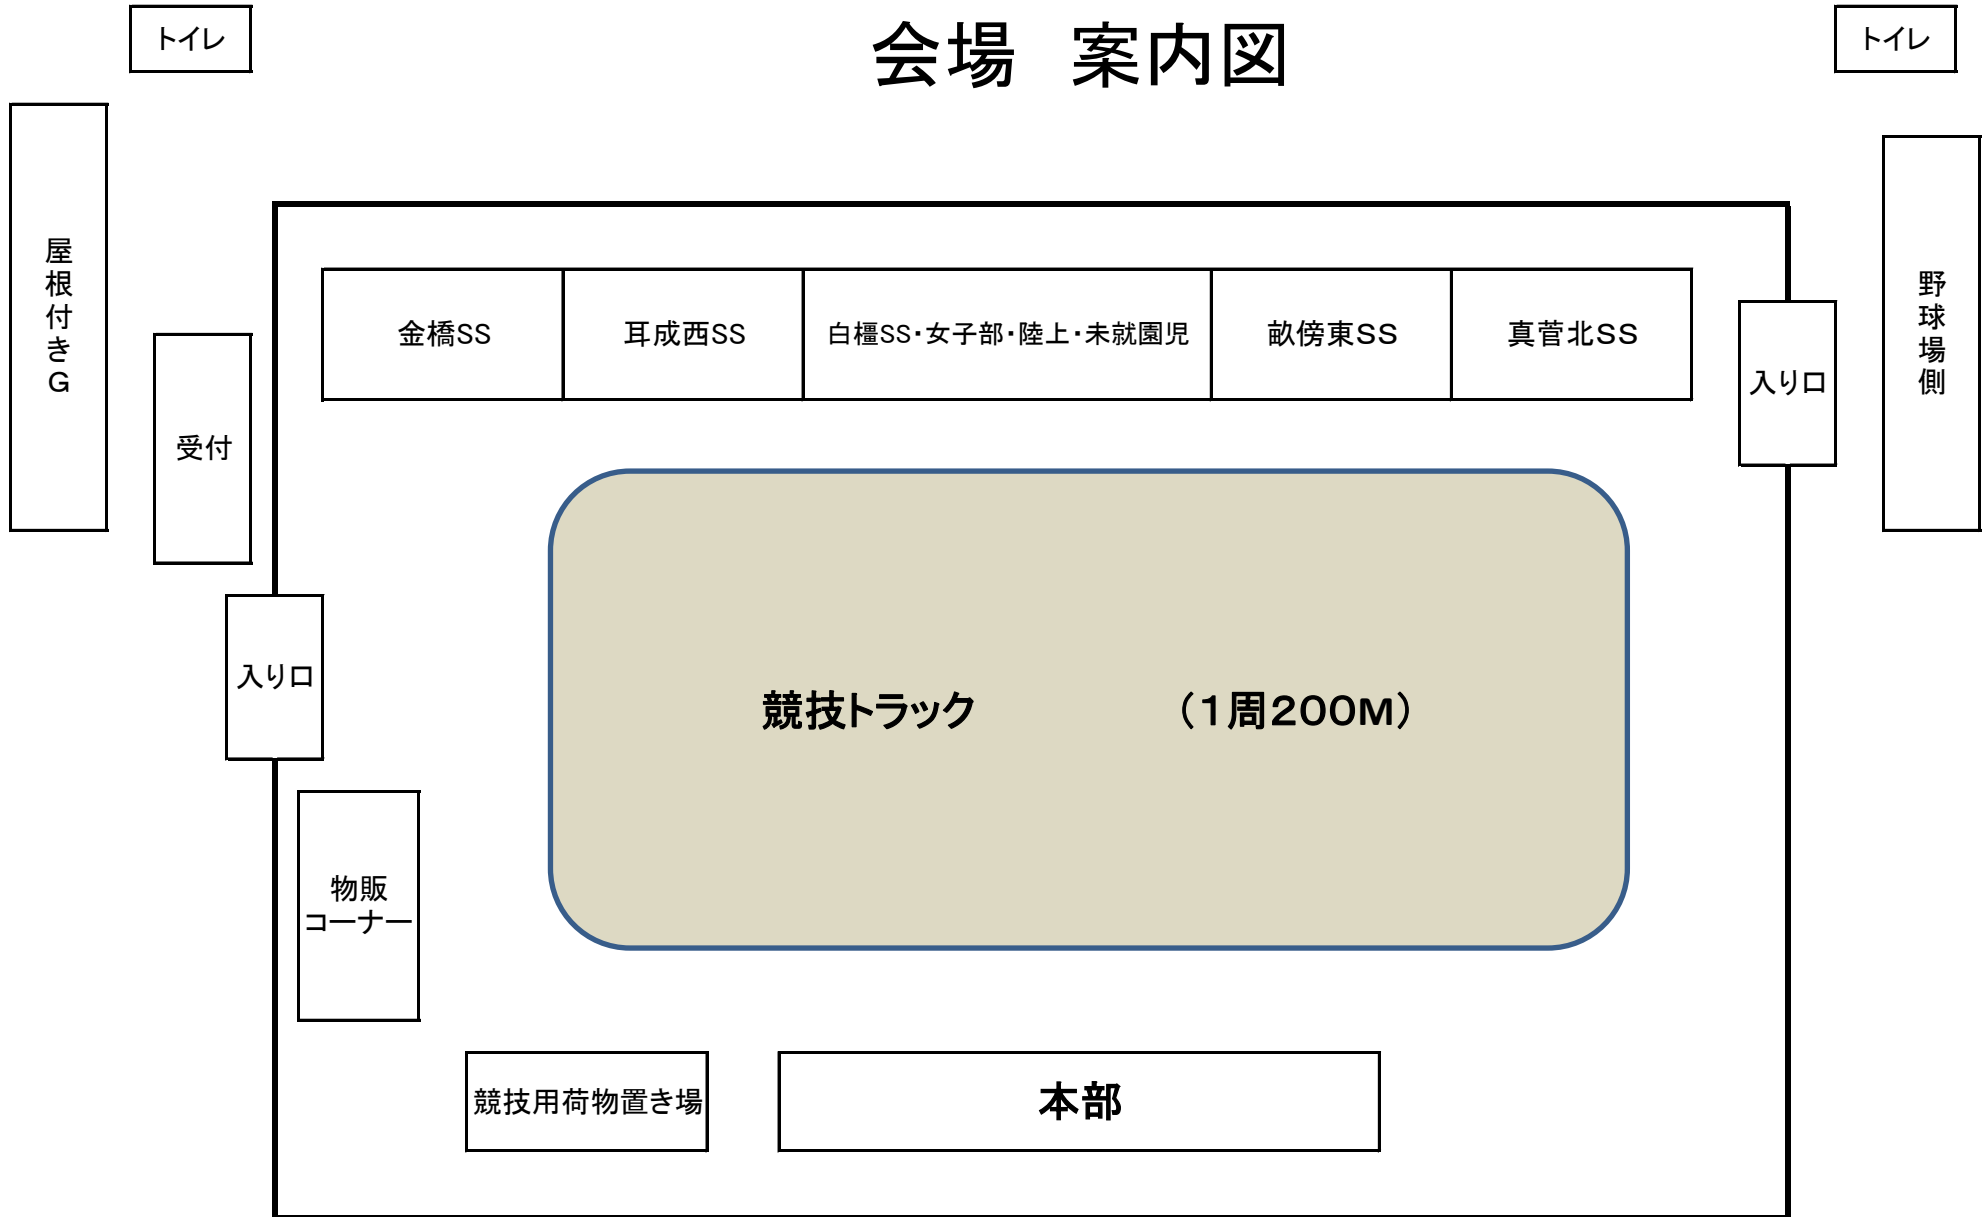 トイレ
会場　案内図
トイレ
屋根付きG
野球場側
金橋SS
耳成西SS
白橿SS・女子部・陸上・未就園児
畝傍東SS
真菅北SS
入り口
受付
入り口
競技トラック　（1周200M）
物販
コーナー
競技用荷物置き場
本部